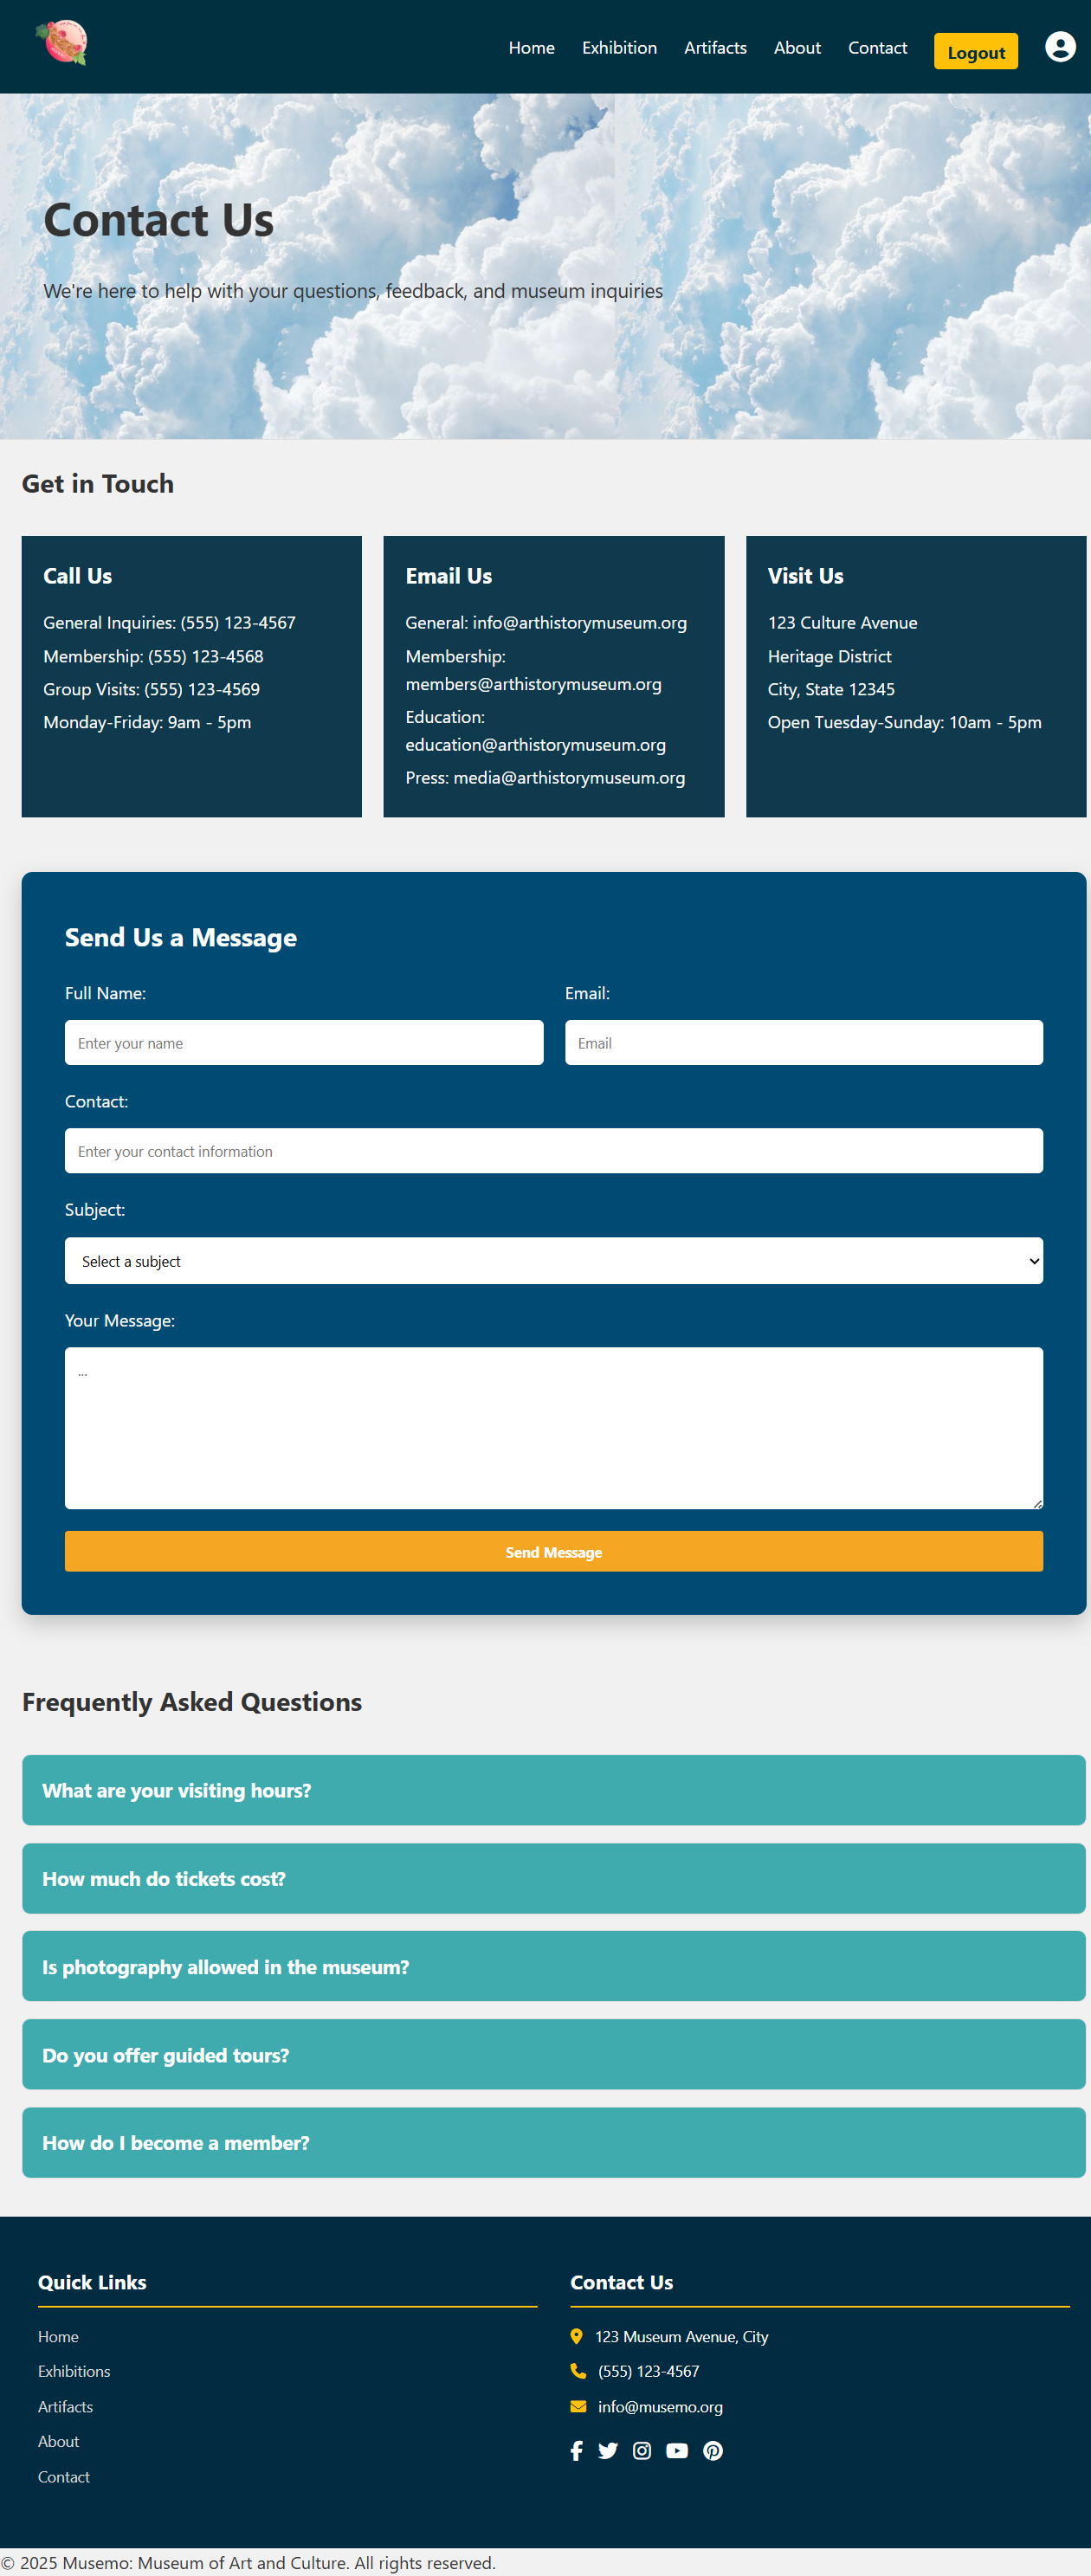 Home Exhibition Artifacts About Contact Logout
Contact Us
We're here to help with your questions, feedback, and museum inquiries
Get in Touch
Call Us
General Inquiries: (555) 123-4567
Membership: (555) 123-4568
Group Visits: (555) 123-4569
Monday-Friday: 9am - 5pm
Email Us
General: info@arthistorymuseum.org
Membership:
members@arthistorymuseum.org
Education:
education@arthistorymuseum.org
Press: media@arthistorymuseum.org
Visit Us
123 Culture Avenue
Heritage District
City, State 12345
Open Tuesday-Sunday: 10am - 5pm
Send Us a Message
Full Name:
Enter your name
Email:
Email
Contact:
Enter your contact information
Subject:
Select a subject
Your Message:
...
Send Message
Frequently Asked Questions
What are your visiting hours?
How much do tickets cost?
Is photography allowed in the museum?
Do you offer guided tours?
How do I become a member?
Quick Links
Home
Exhibitions
Artifacts
About
Contact
Contact Us
123 Museum Avenue, City
(555) 123-4567
info@musemo.org
© 2025 Musemo: Museum of Art and Culture. All rights reserved.